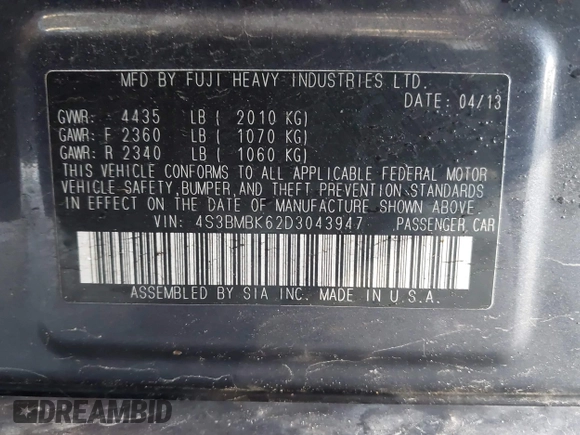 MFD BY FUJI HEAVY INDUSTRIES LTD.
DATE: 04/13
GVWR: 4435 LB ( 2010 KG)
GAWR: F 2360 LB ( 1070 KG)
GAWR: R 2340 LB ( 1060 KG)
THIS VEHICLE CONFORMS TO ALL APPLICABLE FEDERAL MOTOR
VEHICLE SAFETY, BUMPER, AND THEFT PREVENTION STANDARDS
IN EFFECT ON THE DATE OF MANUFACTURE SHOWN ABOVE.
VIN: 4S3BMBK62D3043947 PASSENGER CAR
ASSEMBLED BY SIA INC. MADE IN U.S.A.
DREAMBID